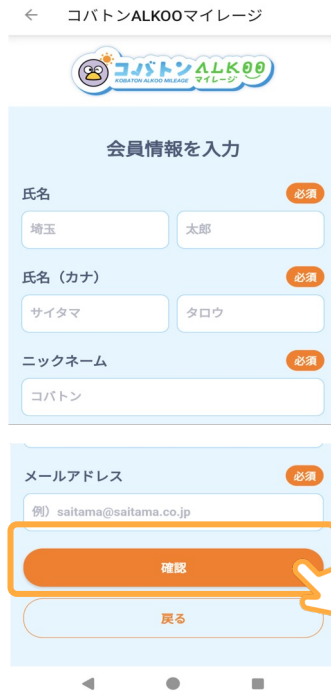 コバトンALKOOマイレージ
コバトン ALKOO
KOBATON ALKOO MILEAGE マイレージ
会員情報を入力
氏名 必須
埼玉 太郎
氏名（カナ） 必須
サイタマ タロウ
ニックネーム 必須
コバトン
メールアドレス 必須
例）saitama@saitama.co.jp
確認
戻る